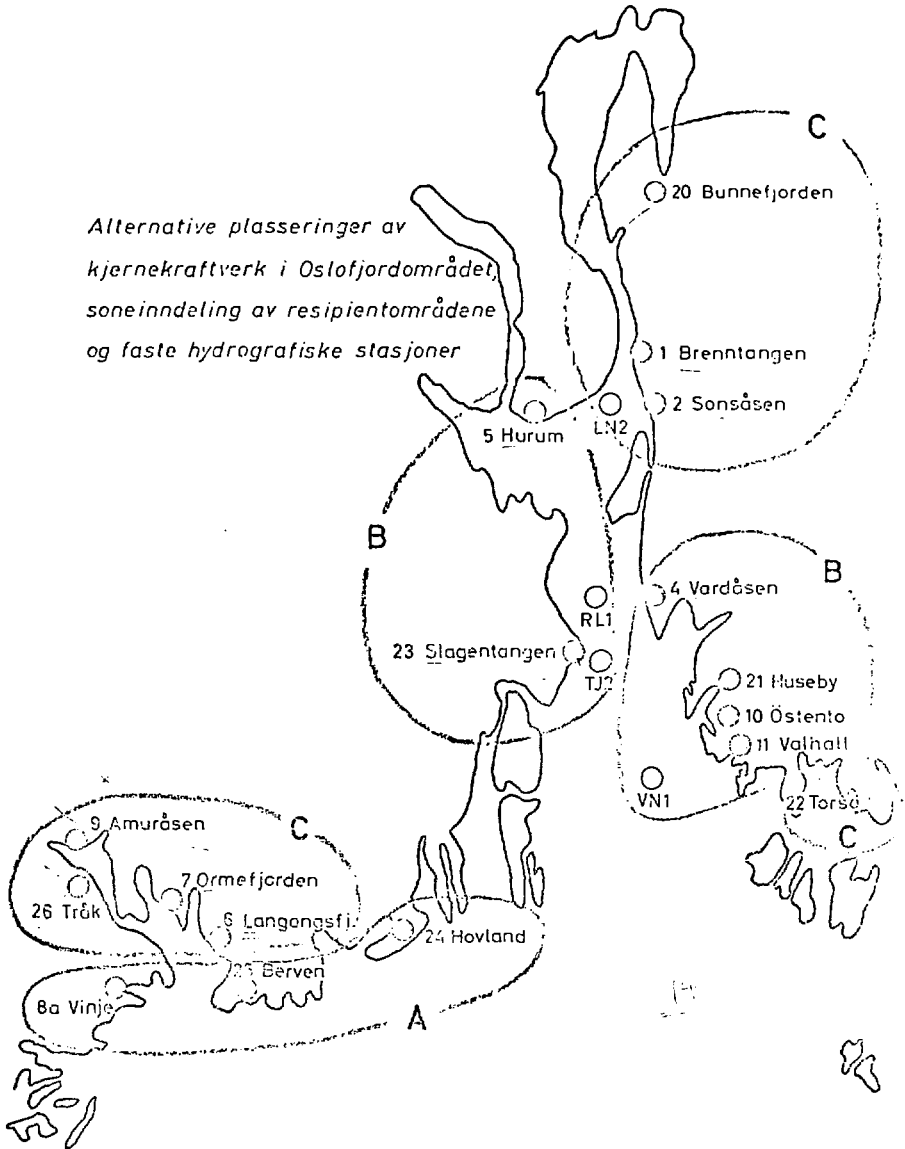 C
20 Bunnefjorden
Alternative plasseringer av
kjernekraftverk i Oslofjordområdet,
soneinndeling av resipientområdene
og faste hydrografiske stasjoner
1 Brenntangen
2 Sonsåsen
5 Hurum
LN2
B
B
4 Vardåsen
RL1
23 Slagentangen
TJ2
21 Huseby
10 Östento
11 Valhall
VN1
22 Torsø
C
9 Amuråsen
C
7 Ormefjorden
26 Tråk
6 Langongsfj.
24 Hovland
Berven
8a Vinje
A